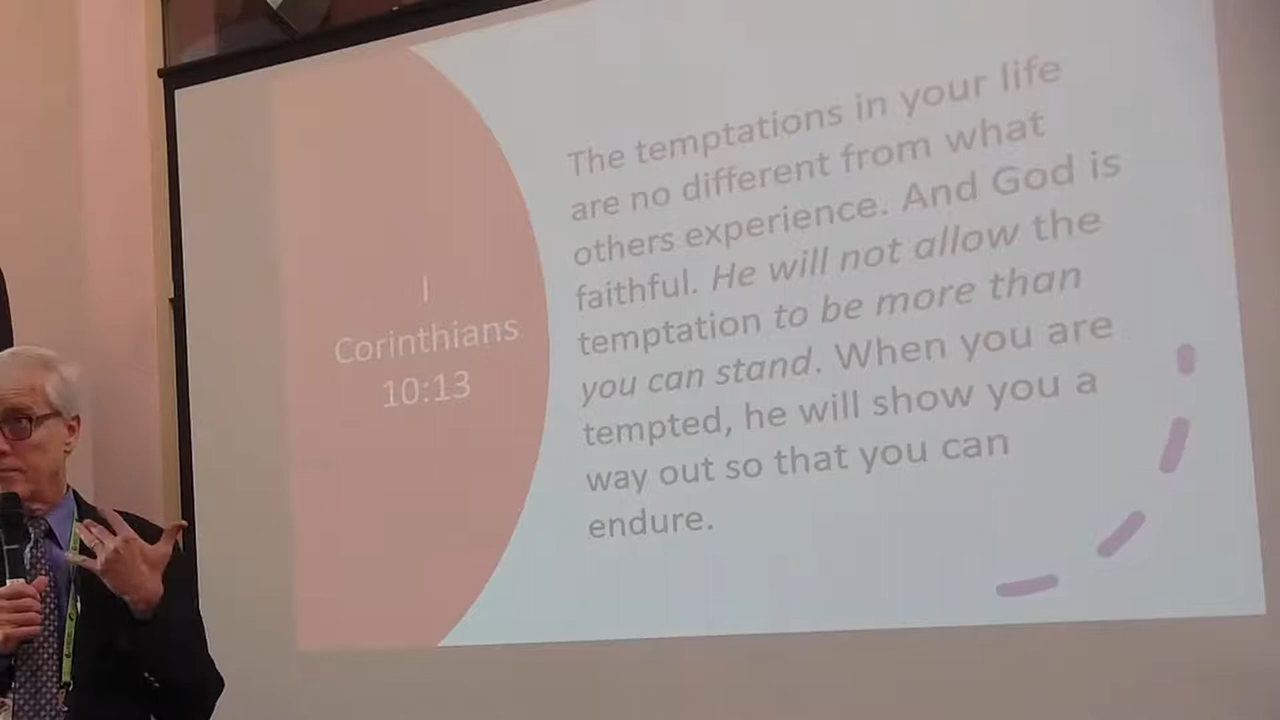 I
Corinthians
10:13
The temptations in your life
are no different from what
others experience. And God is
faithful. He will not allow the
temptation to be more than
you can stand. When you are
tempted, he will show you a
way out so that you can
endure.